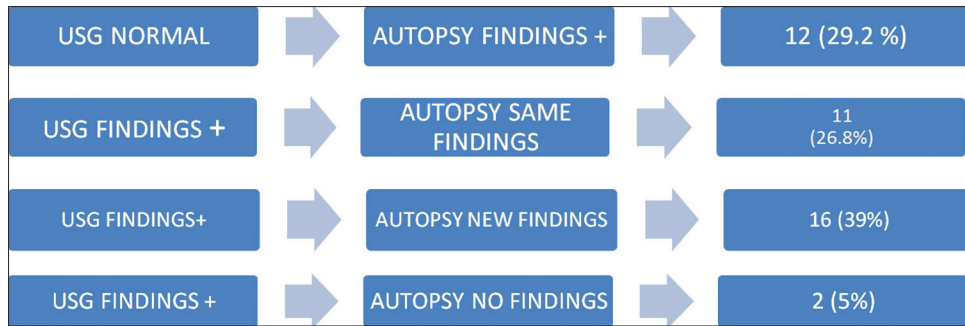 USG NORMAL
AUTOPSY FINDINGS +
12 (29.2 %)
USG FINDINGS +
AUTOPSY SAME
FINDINGS
11
(26.8%)
USG FINDINGS+
AUTOPSY NEW FINDINGS
16 (39%)
USG FINDINGS +
AUTOPSY NO FINDINGS
2 (5%)